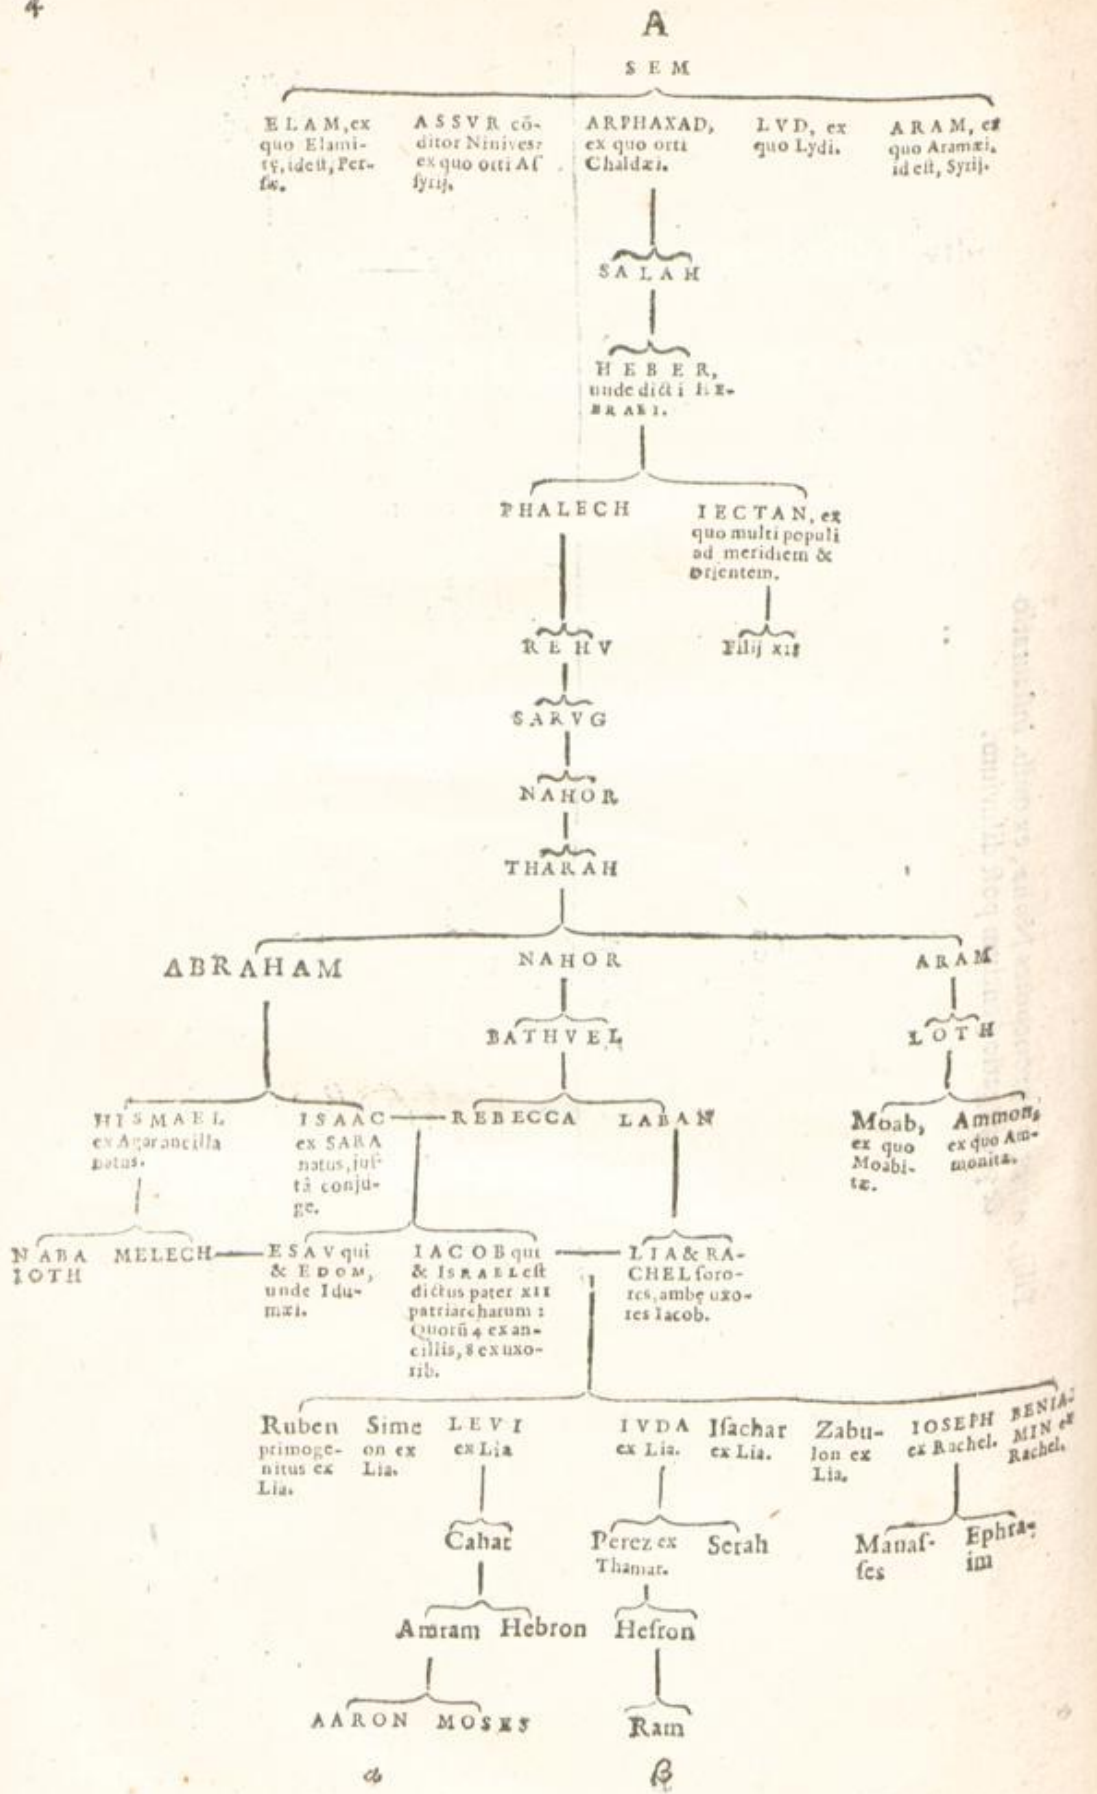 4
A
SEM
ELAM, ex
quo Elami-
tę, idest, Per-
sæ.
ASSVR cō-
ditor Ninives:
ex quo orti Aſ
ſyrij.
ARPHAXAD,
ex quo orti
Chaldæi.
LVD, ex
quo Lydi.
ARAM, ex
quo Aramæi,
id eſt, Syrij.
SALAH
HEBER,
unde dicti HE-
BRAEI.
PHALECH
IECTAN, ex
quo multi populi
ad meridiem &
orientem.
REHV
Filij XII
SARVG
NAHOR
THARAH
ABRAHAM
NAHOR
ARAM
BATHVEL
LOTH
HISMAEL
ex Agar ancilla
natus.
ISAAC
ex SARA
natus, juſ-
tâ conju-
ge.
REBECCA
LABAN
Moab,
ex quo
Moabi-
tæ.
Ammon,
ex quo Am-
monitæ.
NABA
IOTH
MELECH
ESAV qui
& EDOM,
unde Idu-
mæi.
IACOB qui
& ISRAEL eſt
dictus pater XII
patriarcharum:
Quorū 4 ex an-
cillis, 8 ex uxo-
rib.
LIA & RA-
CHEL ſoro-
res, ambę uxo-
res Iacob.
Ruben
primoge-
nitus ex
Lia.
Sime
on ex
Lia.
LEVI
ex Lia
IVDA
ex Lia.
Iſachar
ex Lia.
Zabu-
lon ex
Lia.
IOSEPH
ex Rachel.
BENIA-
MIN ex
Rachel.
Cahat
Perez ex
Thamar.
Serah
Manaſ-
ſes
Ephra-
im
Amram
Hebron
Heſron
AARON
MOSES
Ram
α
β